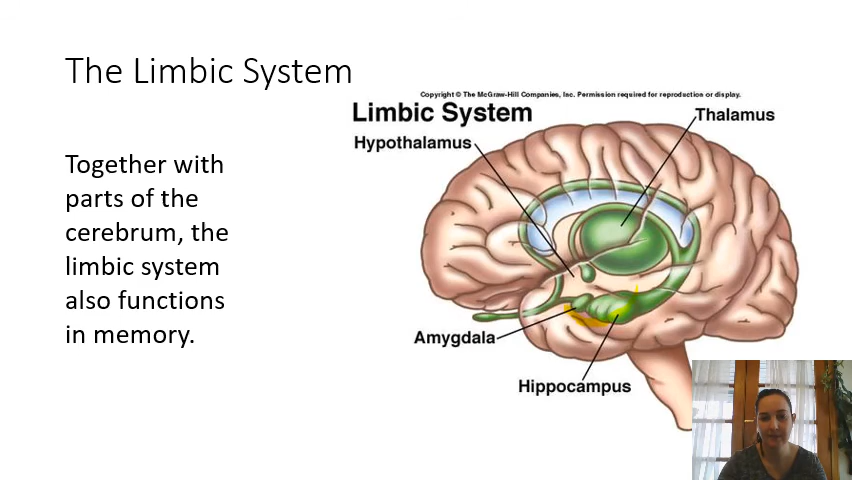 The Limbic System
Together with
parts of the
cerebrum, the
limbic system
also functions
in memory.
Copyright © The McGraw-Hill Companies, Inc. Permission required for reproduction or display.
Limbic System
Thalamus
Hypothalamus
Amygdala
Hippocampus